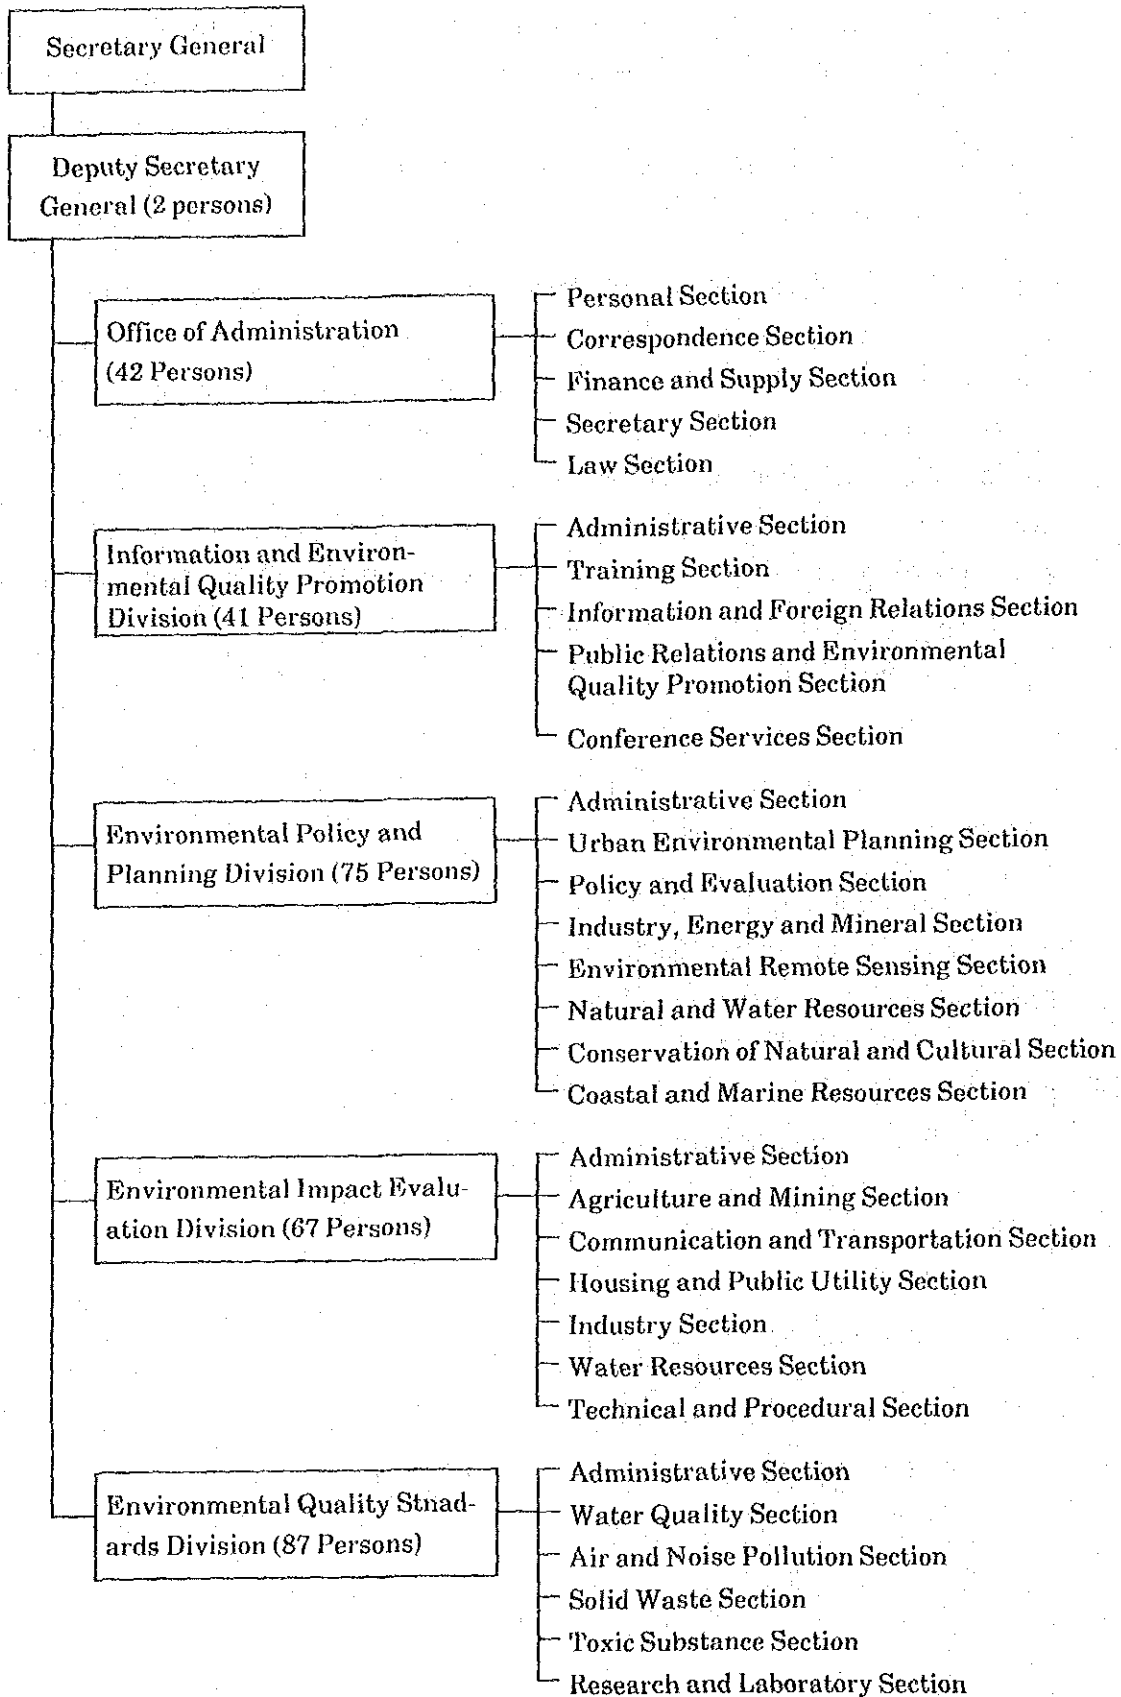 Secretary General
Deputy Secretary
General (2 persons)
Office of Administration
(42 Persons)
Personal Section
Correspondence Section
Finance and Supply Section
Secretary Section
Law Section
Information and Environ-
mental Quality Promotion
Division (41 Persons)
Administrative Section
Training Section
Information and Foreign Relations Section
Public Relations and Environmental
Quality Promotion Section
Conference Services Section
Environmental Policy and
Planning Division (75 Persons)
Administrative Section
Urban Environmental Planning Section
Policy and Evaluation Section
Industry, Energy and Mineral Section
Environmental Remote Sensing Section
Natural and Water Resources Section
Conservation of Natural and Cultural Section
Coastal and Marine Resources Section
Environmental Impact Evalu-
ation Division (67 Persons)
Administrative Section
Agriculture and Mining Section
Communication and Transportation Section
Housing and Public Utility Section
Industry Section
Water Resources Section
Technical and Procedural Section
Environmental Quality Stnad-
ards Division (87 Persons)
Administrative Section
Water Quality Section
Air and Noise Pollution Section
Solid Waste Section
Toxic Substance Section
Research and Laboratory Section